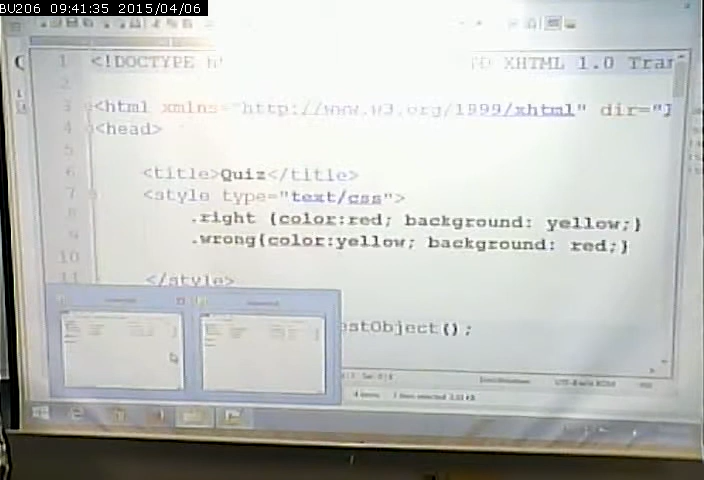 BU206 09:41:35 2015/04/06
1 <!DOCTYPE h XHTML 1.0 Tran
2
3 <html xmlns="http://www.w3.org/1999/xhtml" dir="l
4 <head>
5
6 <title>Quiz</title>
7 <style type="text/css">
8 .right {color:red; background: yellow;}
9 .wrong{color:yellow; background: red;}
10
11 </style>
estObject();